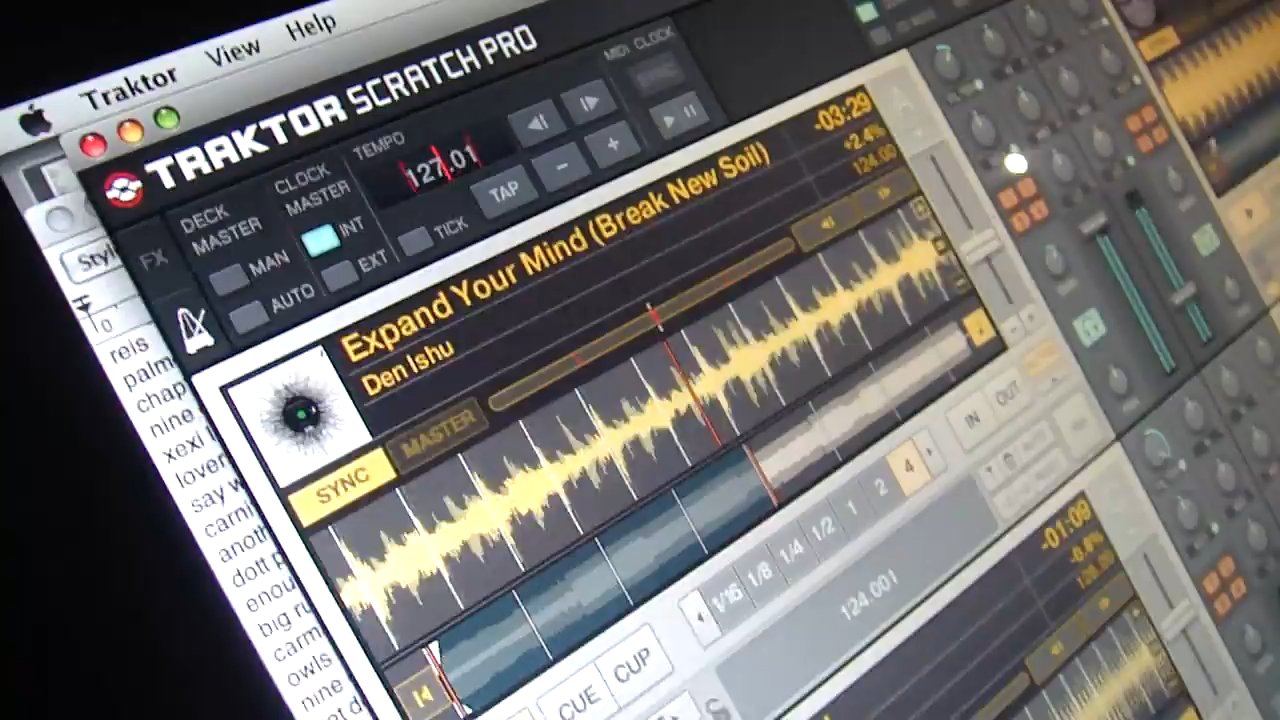 Traktor View Help
TRAKTOR SCRATCH PRO
FX
DECK MASTER
MAN
AUTO
CLOCK MASTER
INT
EXT
TEMPO
127.01
TICK
TAP
−
+
MIDI CLOCK
Expand Your Mind (Break New Soil)
Den Ishu
-03:29
+2.4%
124.00
SYNC
MASTER
IN
OUT
1/16
1/8
1/4
1/2
1
2
4
124.001
CUE
CUP
-01:09
Styl
0
reis
palm
chap
nine
xexi
lover
say w
carni
anoth
dott p
enou
big ru
carm
owls
nine